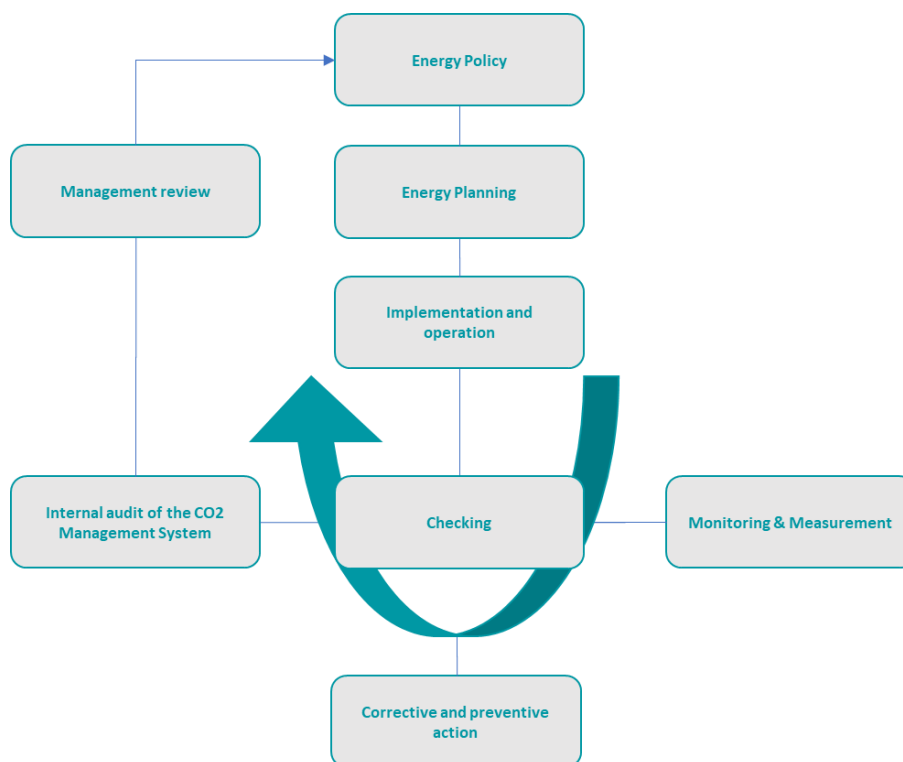 Energy Policy
Management review
Energy Planning
Implementation and
operation
Internal audit of the CO2
Management System
Checking
Monitoring & Measurement
Corrective and preventive
action